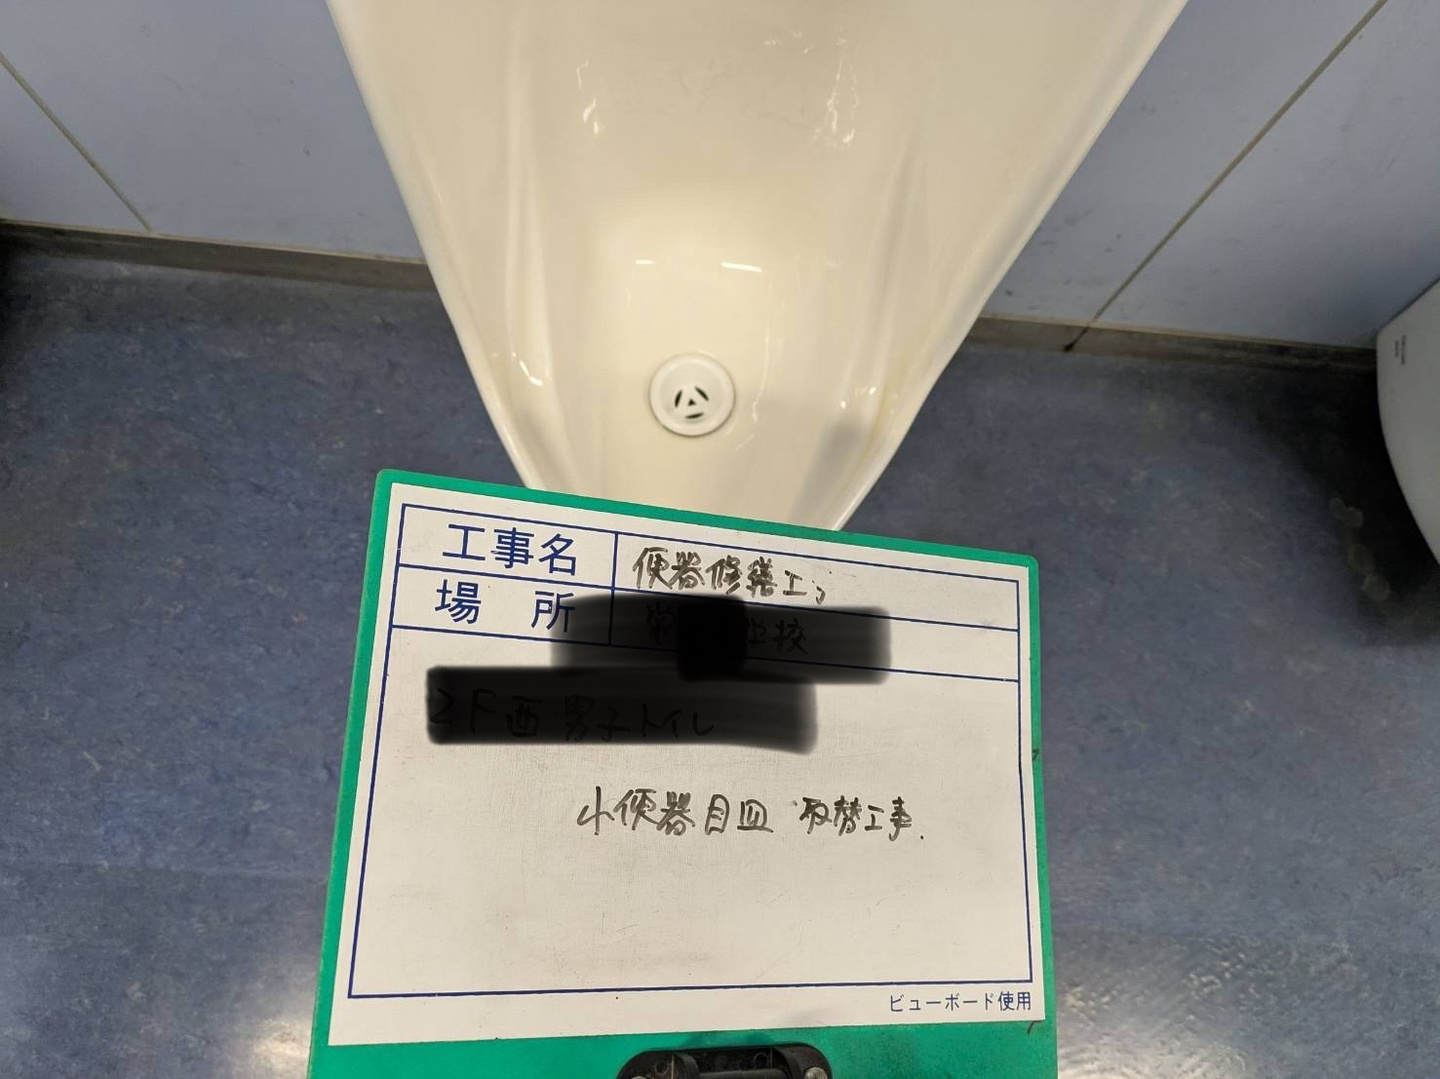 工事名 便器修繕工事
場所 学校
2F西男子トイレ
小便器目皿 取替工事.
ビューボード使用